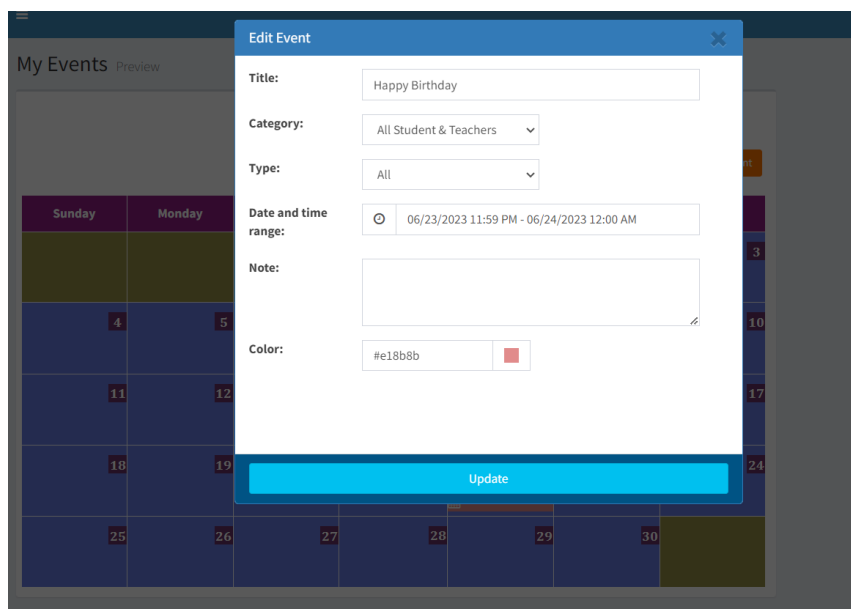 Edit Event
My Events Preview
Title:
Happy Birthday
Category:
All Student & Teachers
Type:
All
nt
Date and time
range:
06/23/2023 11:59 PM - 06/24/2023 12:00 AM
Note:
Color:
#e18b8b
Update
Sunday Monday
3
4 5 10
11 12 17
18 19 24
25 26 27 28 29 30